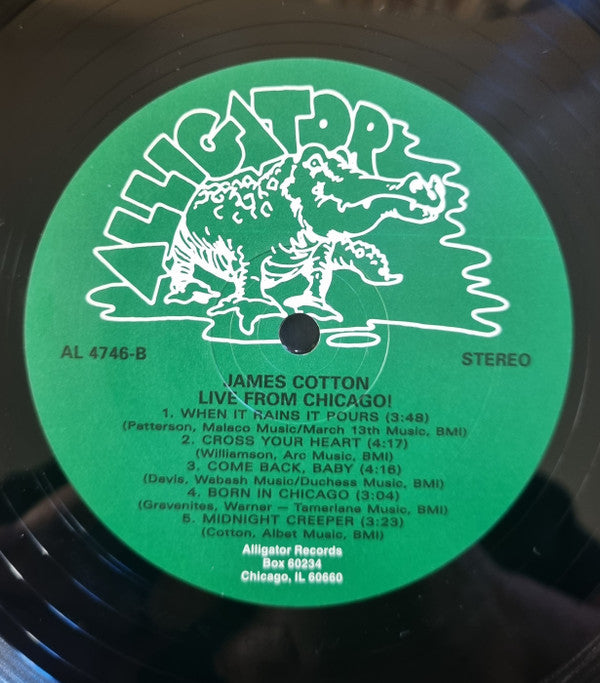 ALLIGATOR
AL 4746-B
STEREO
JAMES COTTON
LIVE FROM CHICAGO!
1. WHEN IT RAINS IT POURS (3:48)
(Patterson, Malaco Music/March 13th Music, BMI)
2. CROSS YOUR HEART (4:17)
(Williamson, Arc Music, BMI)
3. COME BACK, BABY (4:16)
(Davis, Wabash Music/Duchess Music, BMI)
4. BORN IN CHICAGO (3:04)
(Gravenites, Warner — Tamerlane Music, BMI)
5. MIDNIGHT CREEPER (3:23)
(Cotton, Albet Music, BMI)
Alligator Records
Box 60234
Chicago, IL 60660